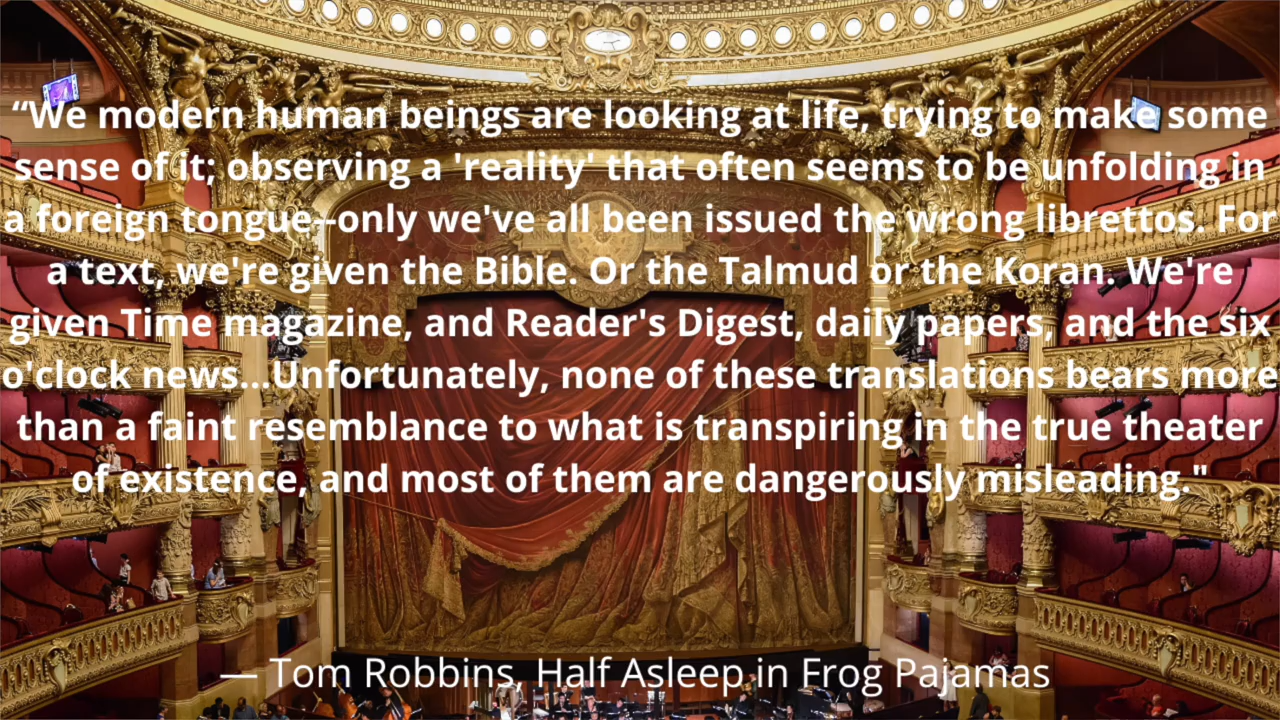 “We modern human beings are looking at life, trying to make some
sense of it; observing a 'reality' that often seems to be unfolding in
a foreign tongue--only we've all been issued the wrong librettos. For
a text, we're given the Bible. Or the Talmud or the Koran. We're
given Time magazine, and Reader's Digest, daily papers, and the six
o'clock news...Unfortunately, none of these translations bears more
than a faint resemblance to what is transpiring in the true theater
of existence, and most of them are dangerously misleading."
— Tom Robbins, Half Asleep in Frog Pajamas